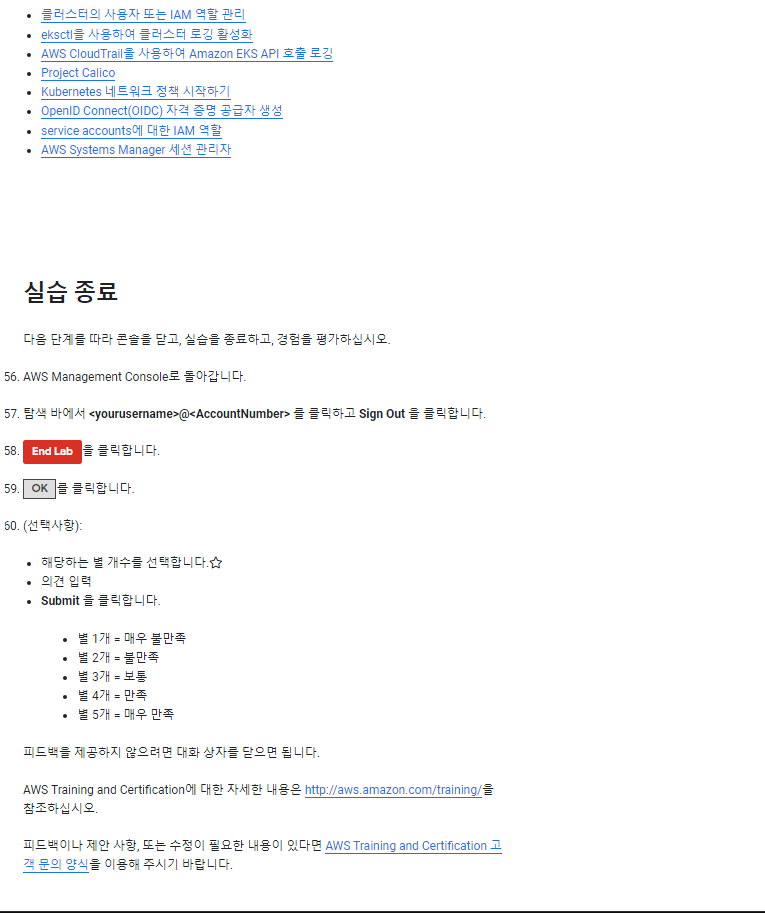 클러스터의 사용자 또는 IAM 역할 관리
eksctl을 사용하여 클러스터 로깅 활성화
AWS CloudTrail을 사용하여 Amazon EKS API 호출 로깅
Project Calico
Kubernetes 네트워크 정책 시작하기
OpenID Connect(OIDC) 자격 증명 공급자 생성
service accounts에 대한 IAM 역할
AWS Systems Manager 세션 관리자
실습 종료
다음 단계를 따라 콘솔을 닫고, 실습을 종료하고, 경험을 평가하십시오.
56. AWS Management Console로 돌아갑니다.
57. 탐색 바에서 <yourusername>@<AccountNumber> 를 클릭하고 Sign Out 을 클릭합니다.
58. End Lab 을 클릭합니다.
59. OK 를 클릭합니다.
60. (선택사항):
해당하는 별 개수를 선택합니다.☆
의견 입력
Submit 을 클릭합니다.
별 1개 = 매우 불만족
별 2개 = 불만족
별 3개 = 보통
별 4개 = 만족
별 5개 = 매우 만족
피드백을 제공하지 않으려면 대화 상자를 닫으면 됩니다.
AWS Training and Certification에 대한 자세한 내용은 http://aws.amazon.com/training/을
참조하십시오.
피드백이나 제안 사항, 또는 수정이 필요한 내용이 있다면 AWS Training and Certification 고
객 문의 양식을 이용해 주시기 바랍니다.